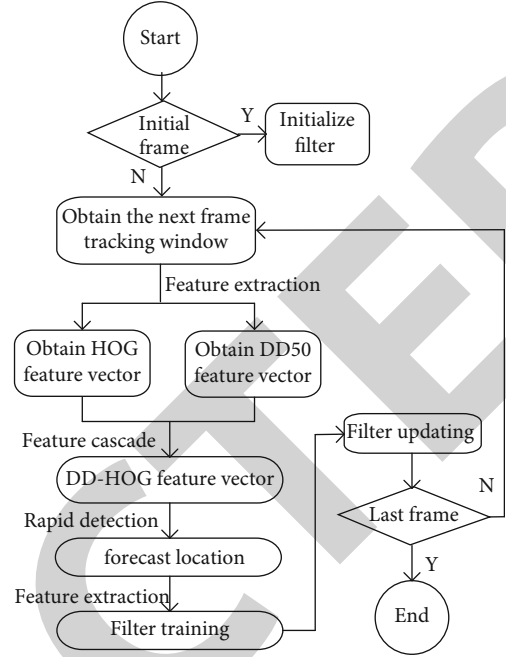 Start
Initial
frame
Y
Initialize
filter
N
Obtain the next frame
tracking window
Feature extraction
Obtain HOG
feature vector
Obtain DD50
feature vector
Feature cascade
DD-HOG feature vector
Rapid detection
forecast location
Feature extraction
Filter training
Filter updating
Last frame
N
Y
End
CTED